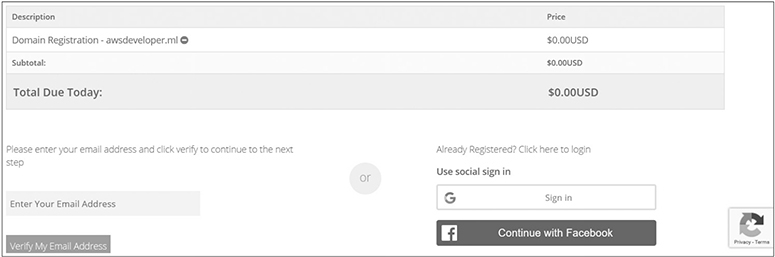 Description Price
Domain Registration - awsdeveloper.ml $0.00USD
Subtotal: $0.00USD
Total Due Today: $0.00USD
Please enter your email address and click verify to continue to the next
step
Enter Your Email Address
Verify My Email Address
or
Already Registered? Click here to login
Use social sign in
Sign in
Continue with Facebook
Privacy - Terms